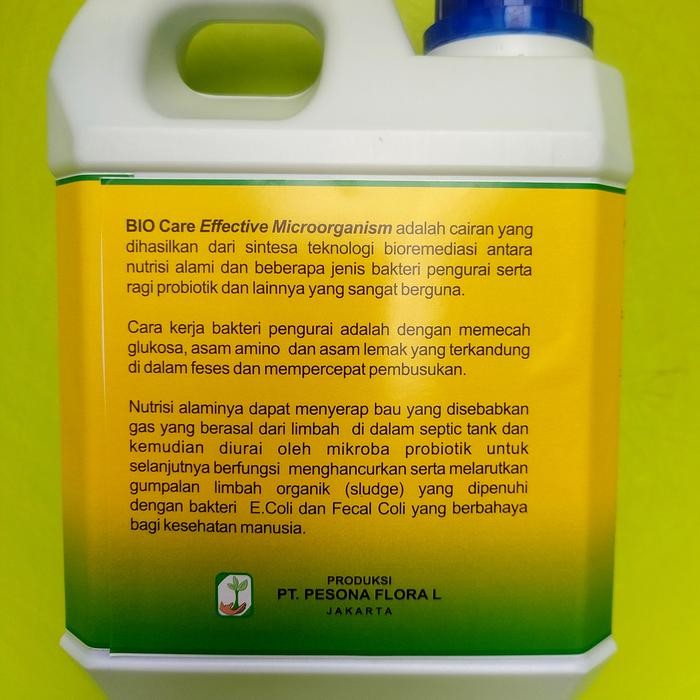 BIO Care Effective Microorganism adalah cairan yang
dihasilkan dari sintesa teknologi bioremediasi antara
nutrisi alami dan beberapa jenis bakteri pengurai serta
ragi probiotik dan lainnya yang sangat berguna.
Cara kerja bakteri pengurai adalah dengan memecah
glukosa, asam amino dan asam lemak yang terkandung
di dalam feses dan mempercepat pembusukan.
Nutrisi alaminya dapat menyerap bau yang disebabkan
gas yang berasal dari limbah di dalam septic tank dan
kemudian diurai oleh mikroba probiotik untuk
selanjutnya berfungsi menghancurkan serta melarutkan
gumpalan limbah organik (sludge) yang dipenuhi
dengan bakteri E.Coli dan Fecal Coli yang berbahaya
bagi kesehatan manusia.
PRODUKSI
PT. PESONA FLORA L
JAKARTA